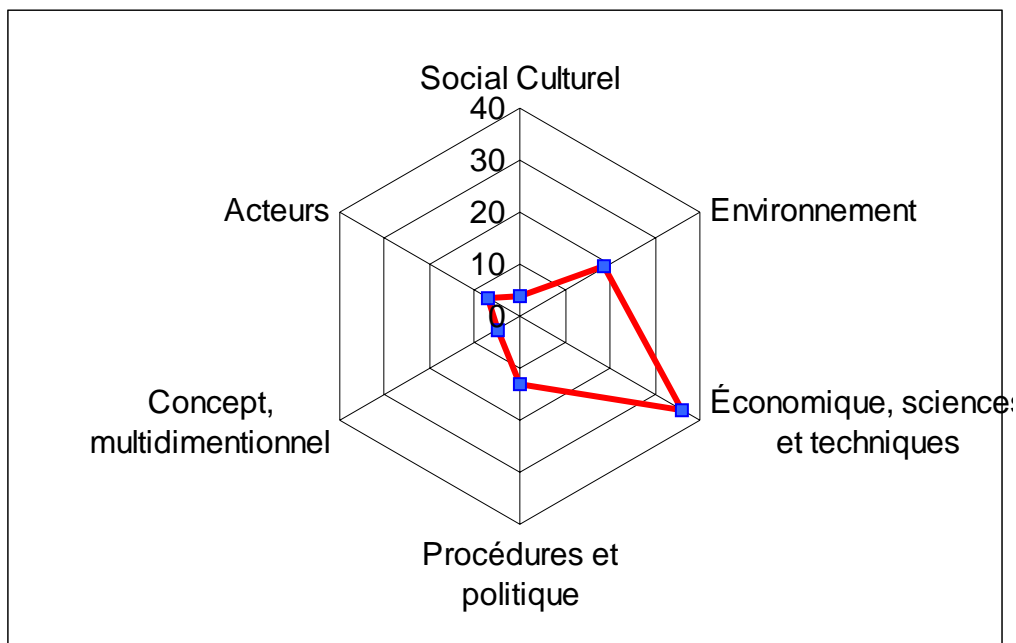 Social Culturel
40
30
20
10
0
Environnement
Économique, sciences
et techniques
Procédures et
politique
Concept,
multidimentionnel
Acteurs